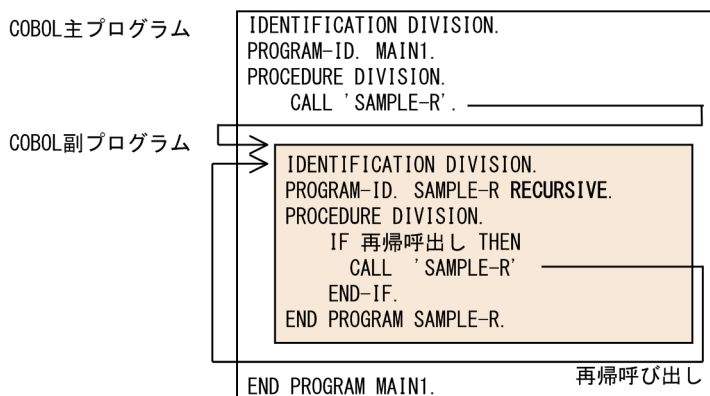 COBOL主プログラム
IDENTIFICATION DIVISION.
PROGRAM-ID. MAIN1.
PROCEDURE DIVISION.
CALL 'SAMPLE-R'.
COBOL副プログラム
IDENTIFICATION DIVISION.
PROGRAM-ID. SAMPLE-R RECURSIVE.
PROCEDURE DIVISION.
IF 再帰呼出し THEN
CALL 'SAMPLE-R'
END-IF.
END PROGRAM SAMPLE-R.
再帰呼び出し
END PROGRAM MAIN1.